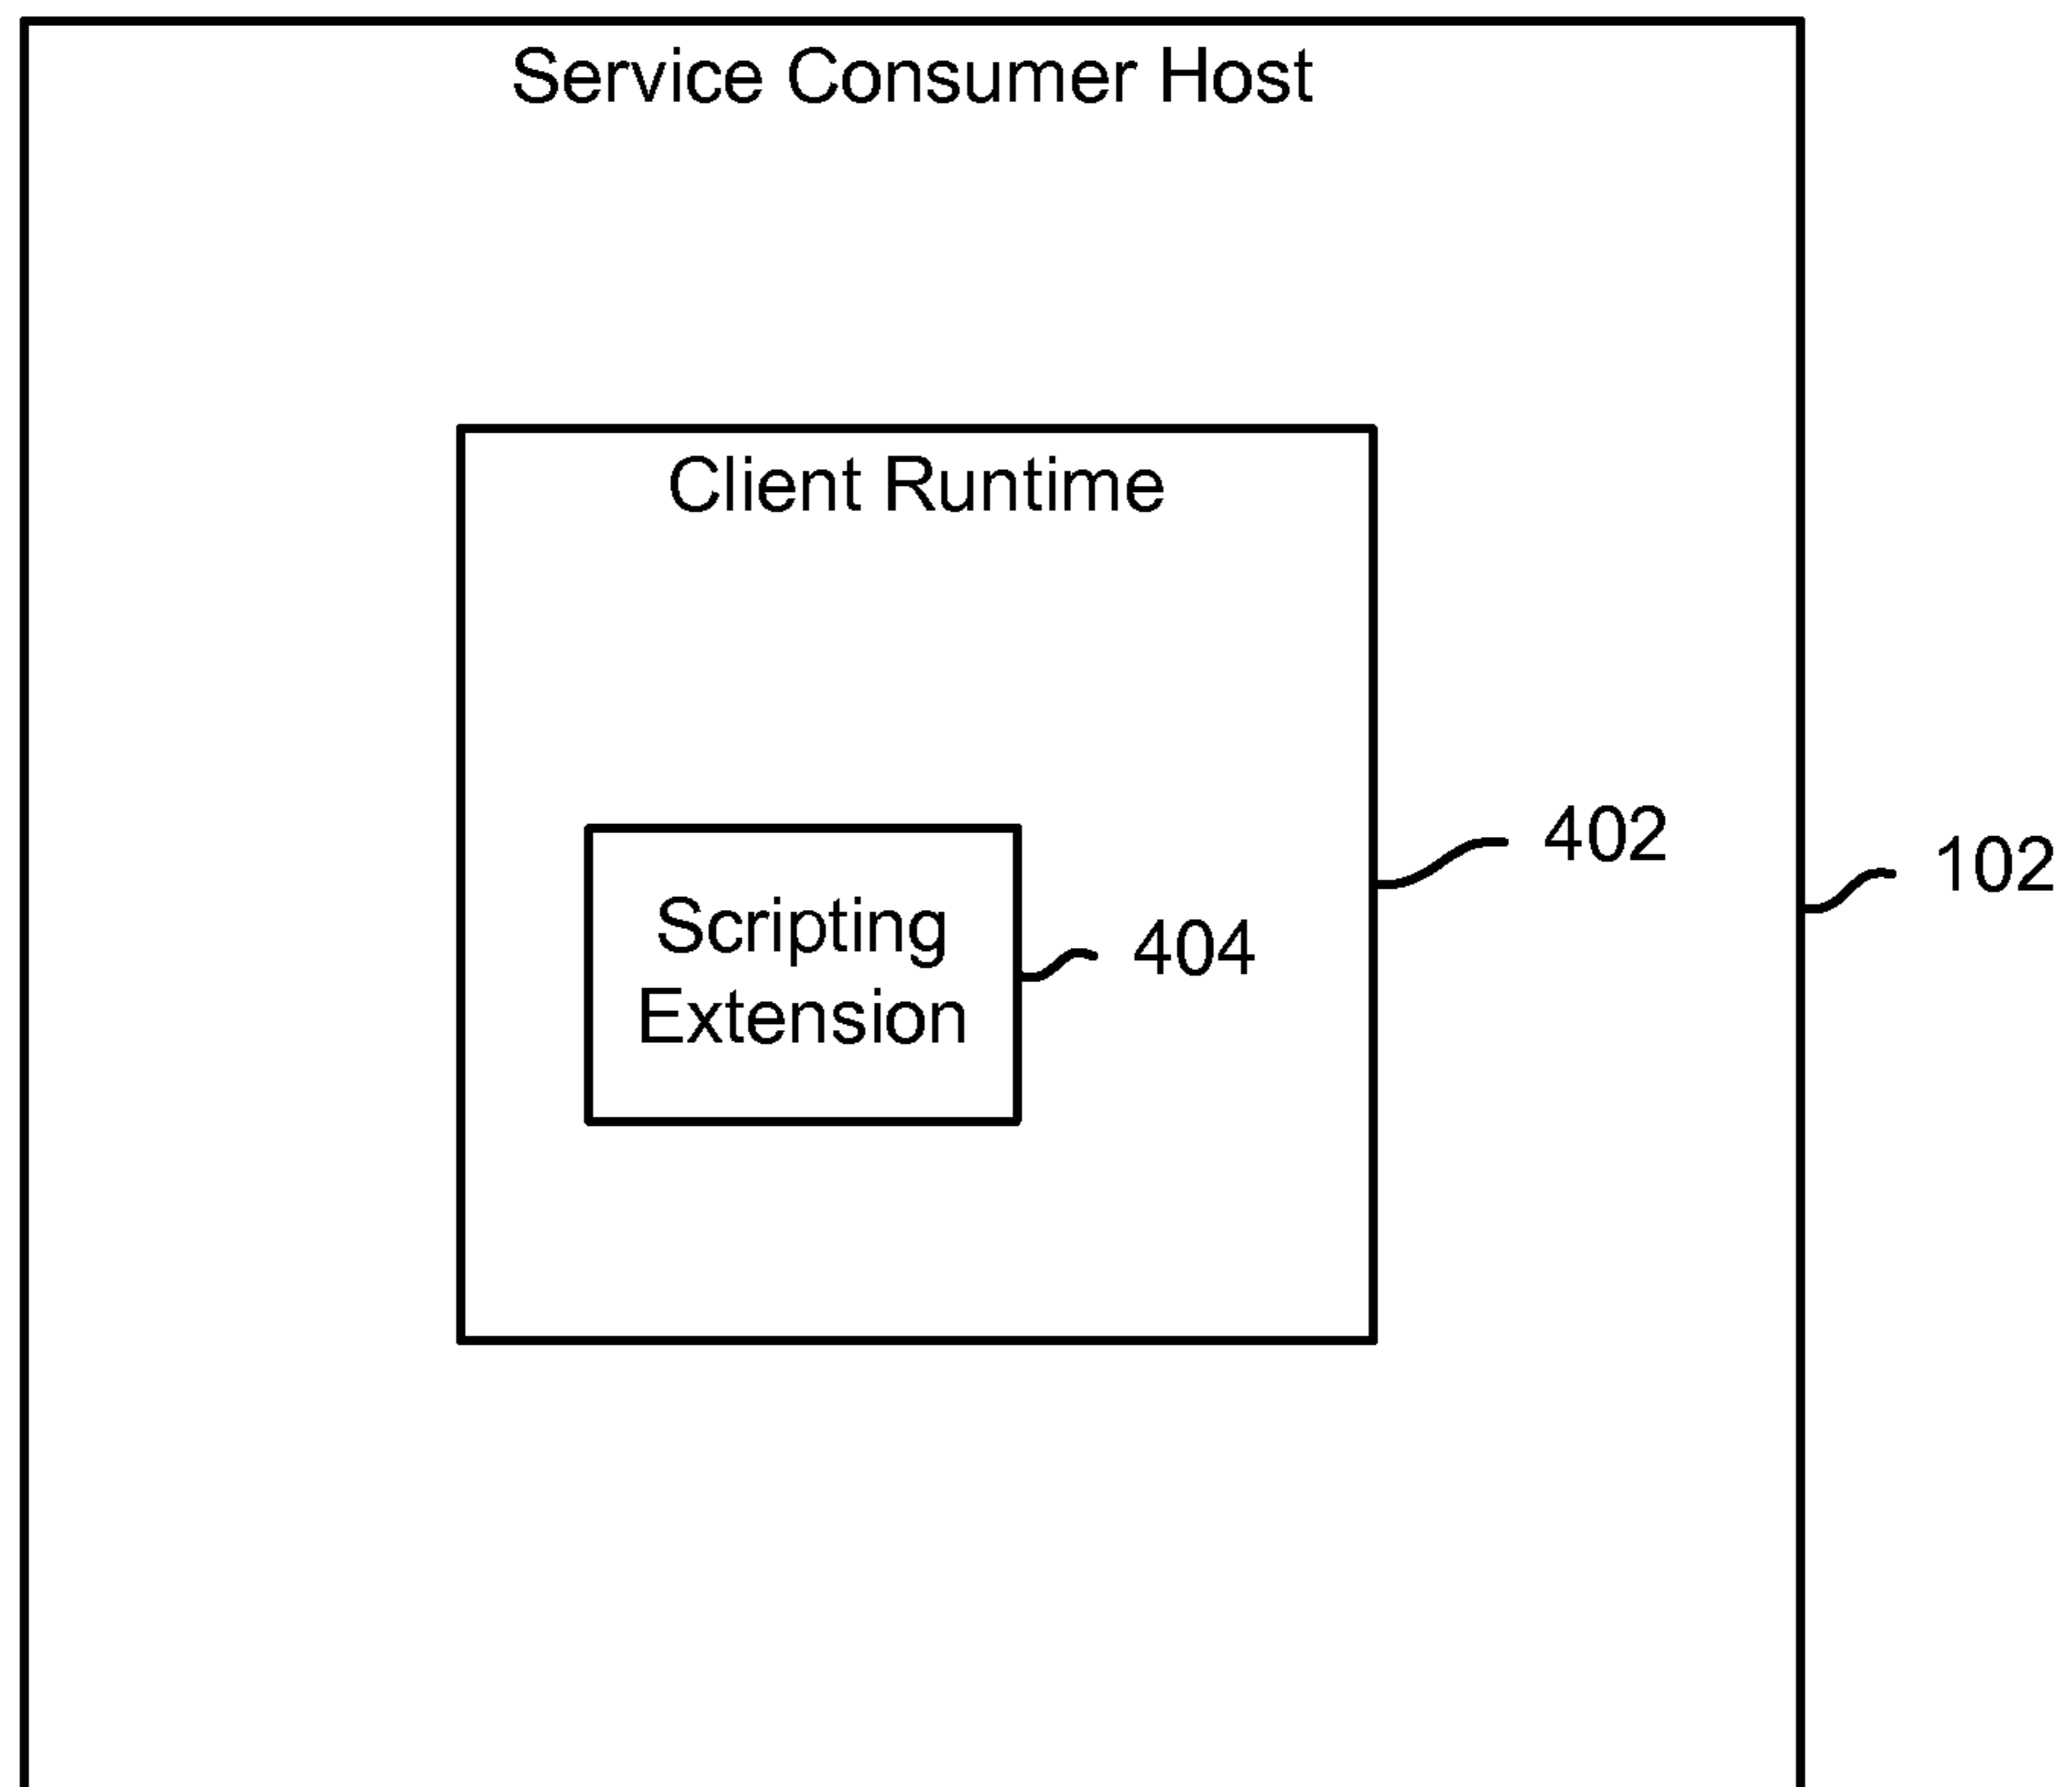 Service Consumer Host
Client Runtime
402
102
Scripting
Extension
404